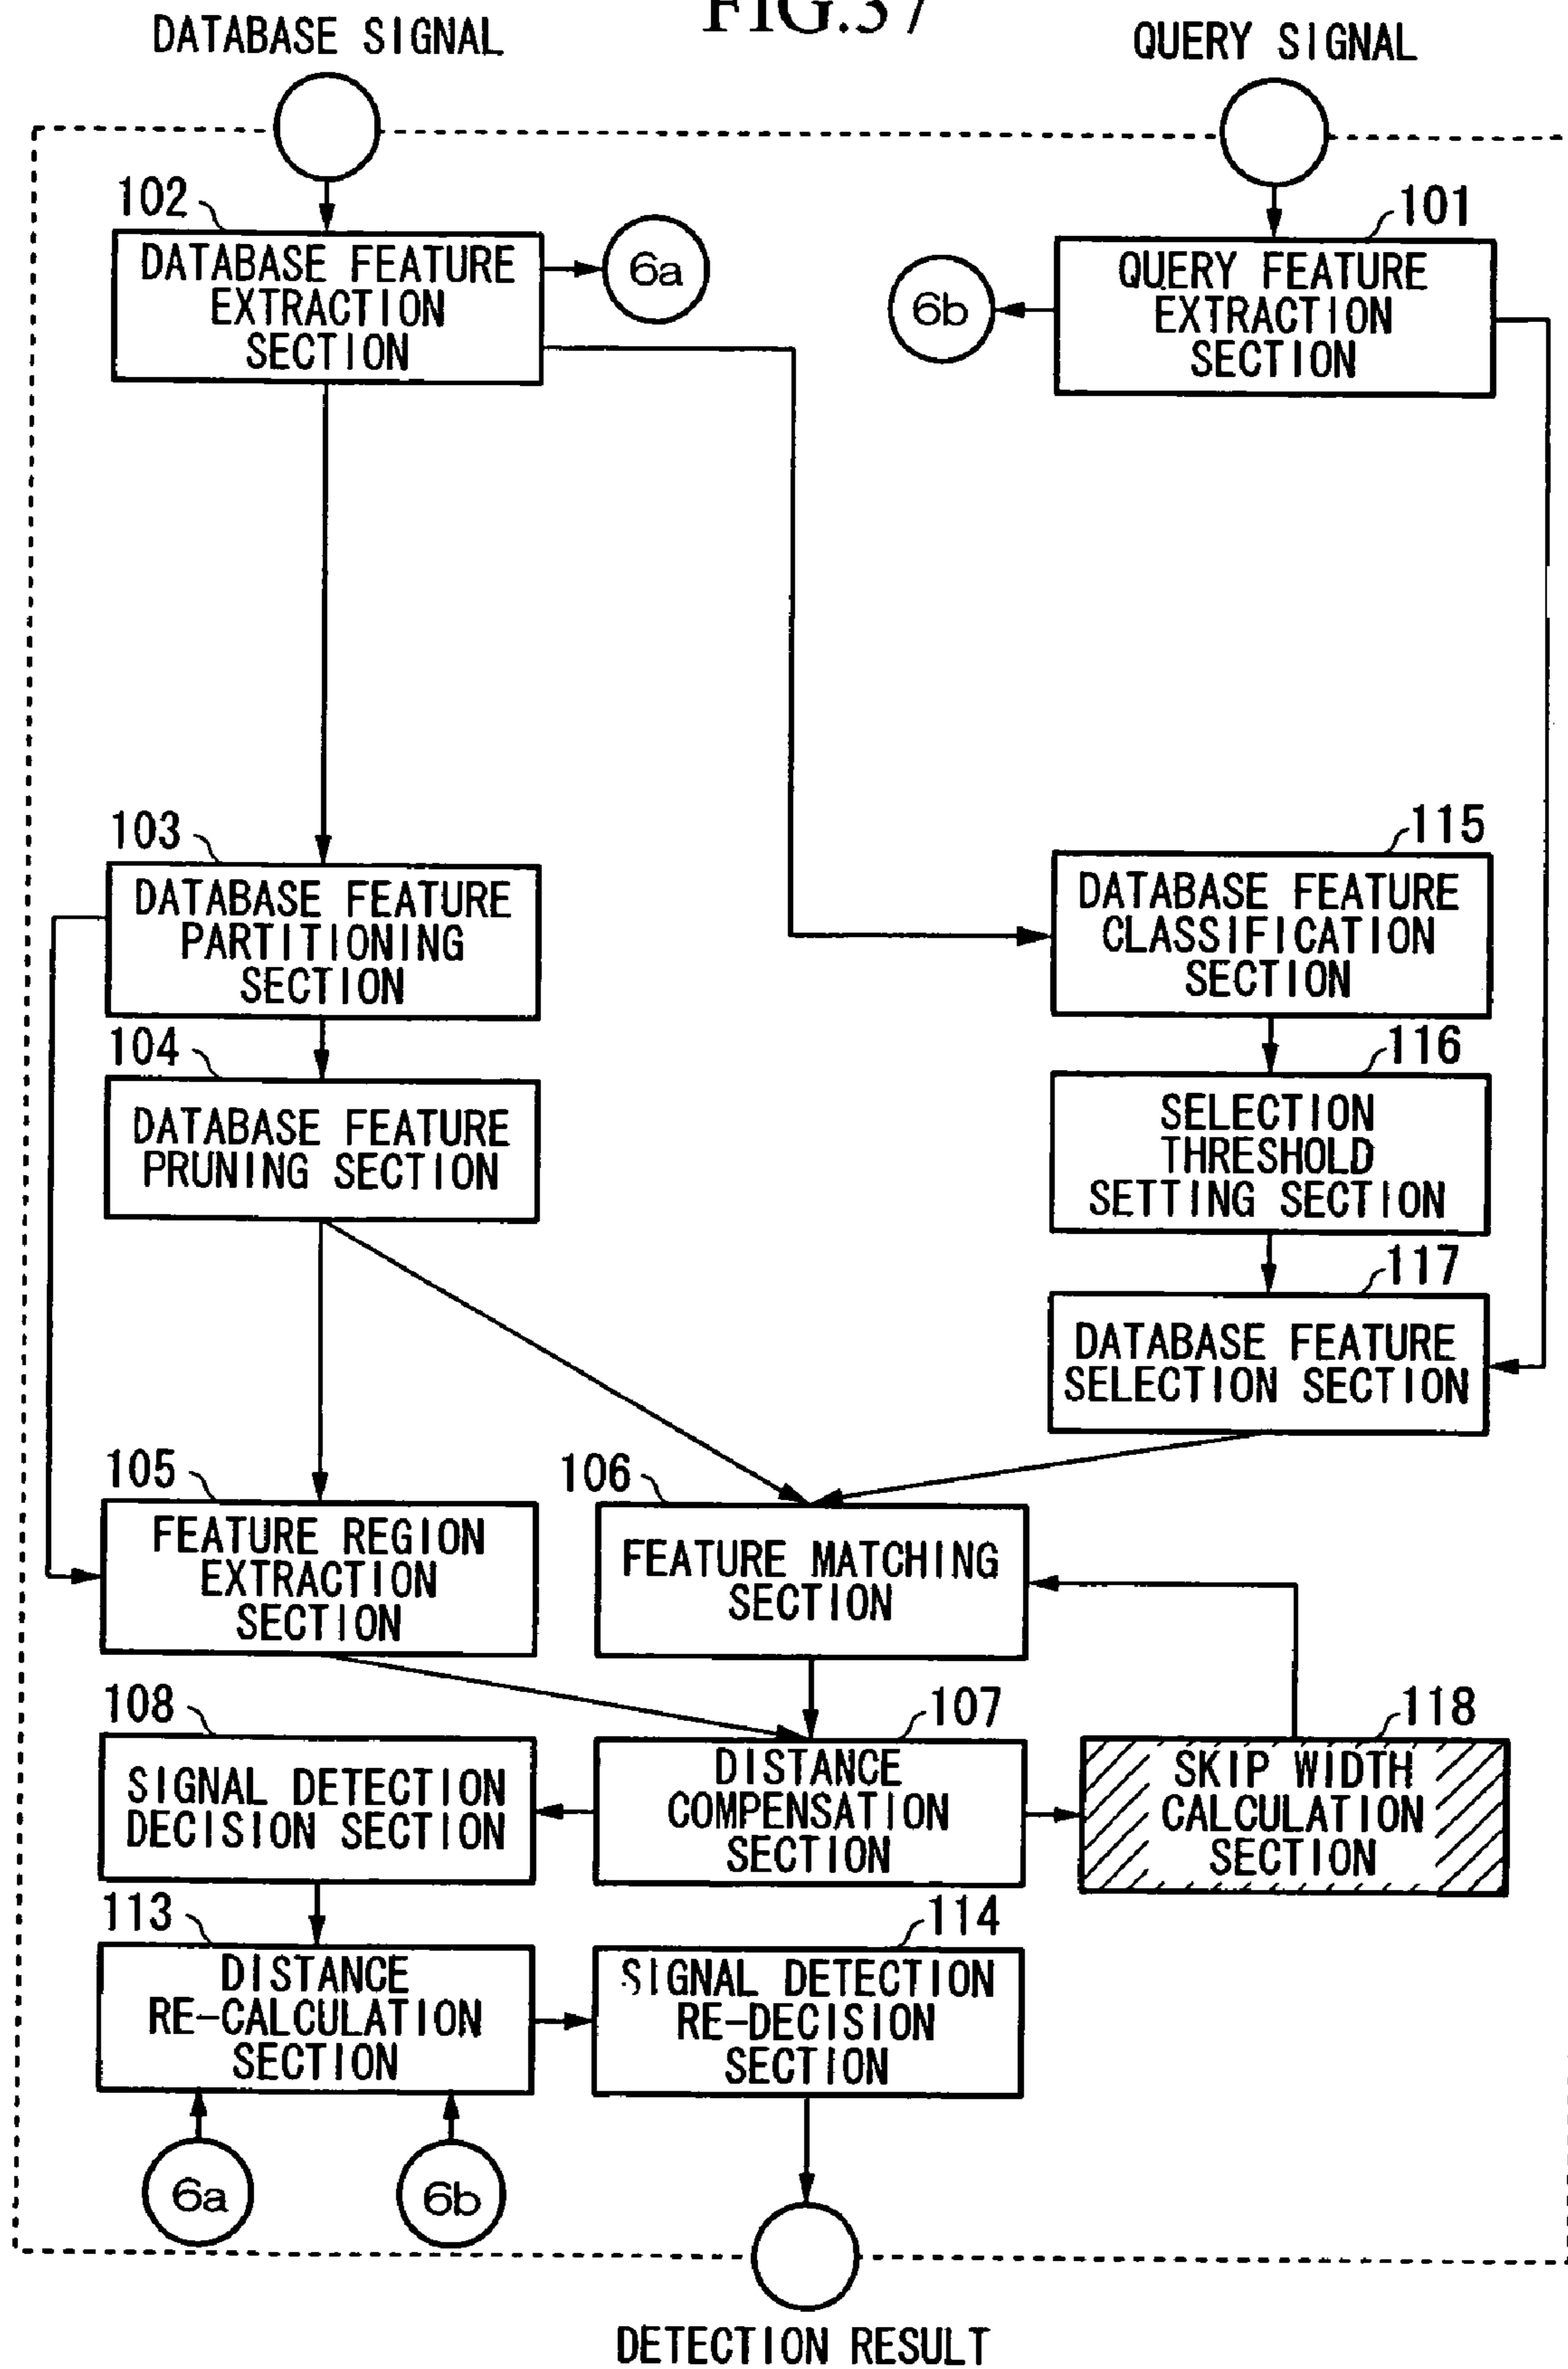 FIG.37
DATABASE SIGNAL
QUERY SIGNAL
102
101
DATABASE FEATURE
EXTRACTION
SECTION
6a
6b
QUERY FEATURE
EXTRACTION
SECTION
103
DATABASE FEATURE
PARTITIONING
SECTION
115
DATABASE FEATURE
CLASSIFICATION
SECTION
104
DATABASE FEATURE
PRUNING SECTION
116
SELECTION
THRESHOLD
SETTING SECTION
117
DATABASE FEATURE
SELECTION SECTION
105
FEATURE REGION
EXTRACTION
SECTION
106
FEATURE MATCHING
SECTION
108
SIGNAL DETECTION
DECISION SECTION
107
DISTANCE
COMPENSATION
SECTION
118
SKIP WIDTH
CALCULATION
SECTION
113
DISTANCE
RE-CALCULATION
SECTION
114
SIGNAL DETECTION
RE-DECISION
SECTION
6a
6b
DETECTION RESULT